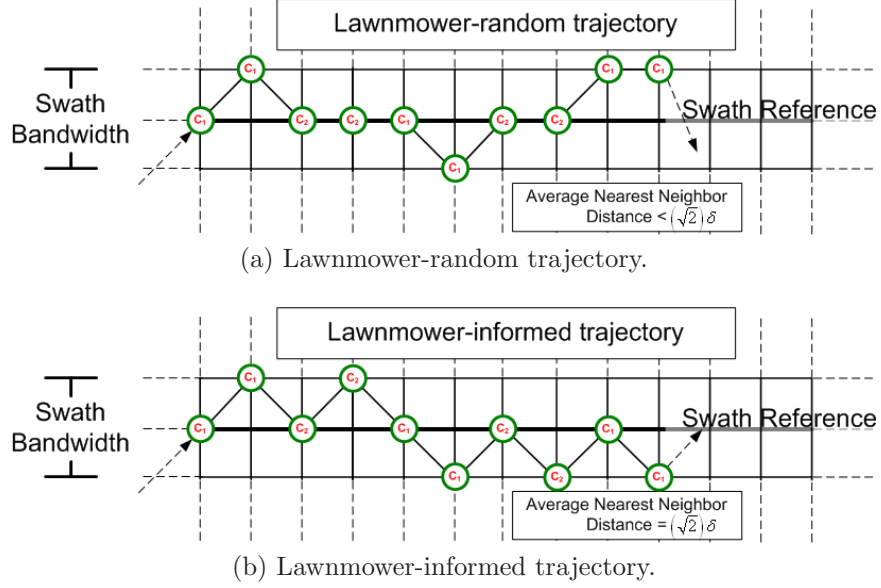 Lawnmower-random trajectory
C₁ C₁ C₁
Swath
Bandwidth
Swath Reference
C₁ C₂ C₂ C₁ C₂ C₂
C₁
Average Nearest Neighbor
Distance < (√2) δ
(a) Lawnmower-random trajectory.
Lawnmower-informed trajectory
C₁ C₂
Swath
Bandwidth
Swath Reference
C₁ C₂ C₁ C₂ C₁
C₁ C₂ C₁
Average Nearest Neighbor
Distance = (√2) δ
(b) Lawnmower-informed trajectory.